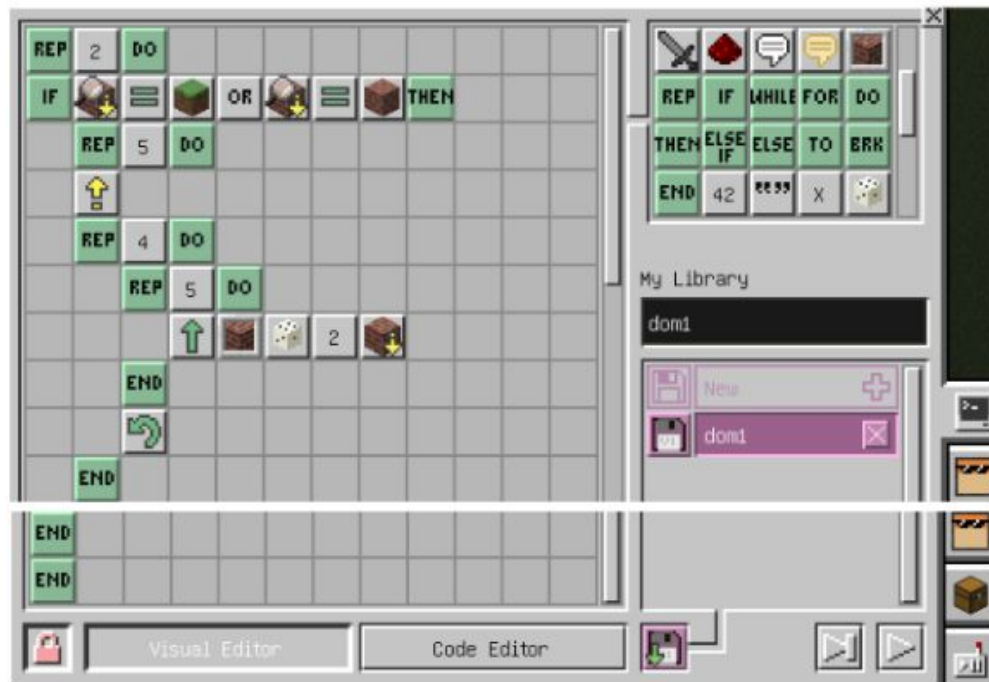 REP 2 DO
IF OR THEN
REP 5 DO
REP 4 DO
REP 5 DO
2
END
END
END
END
REP IF WHILE FOR DO
THEN ELSE IF ELSE TO BRK
END 42 "" X
My Library
dom1
New
dom1
Visual Editor
Code Editor